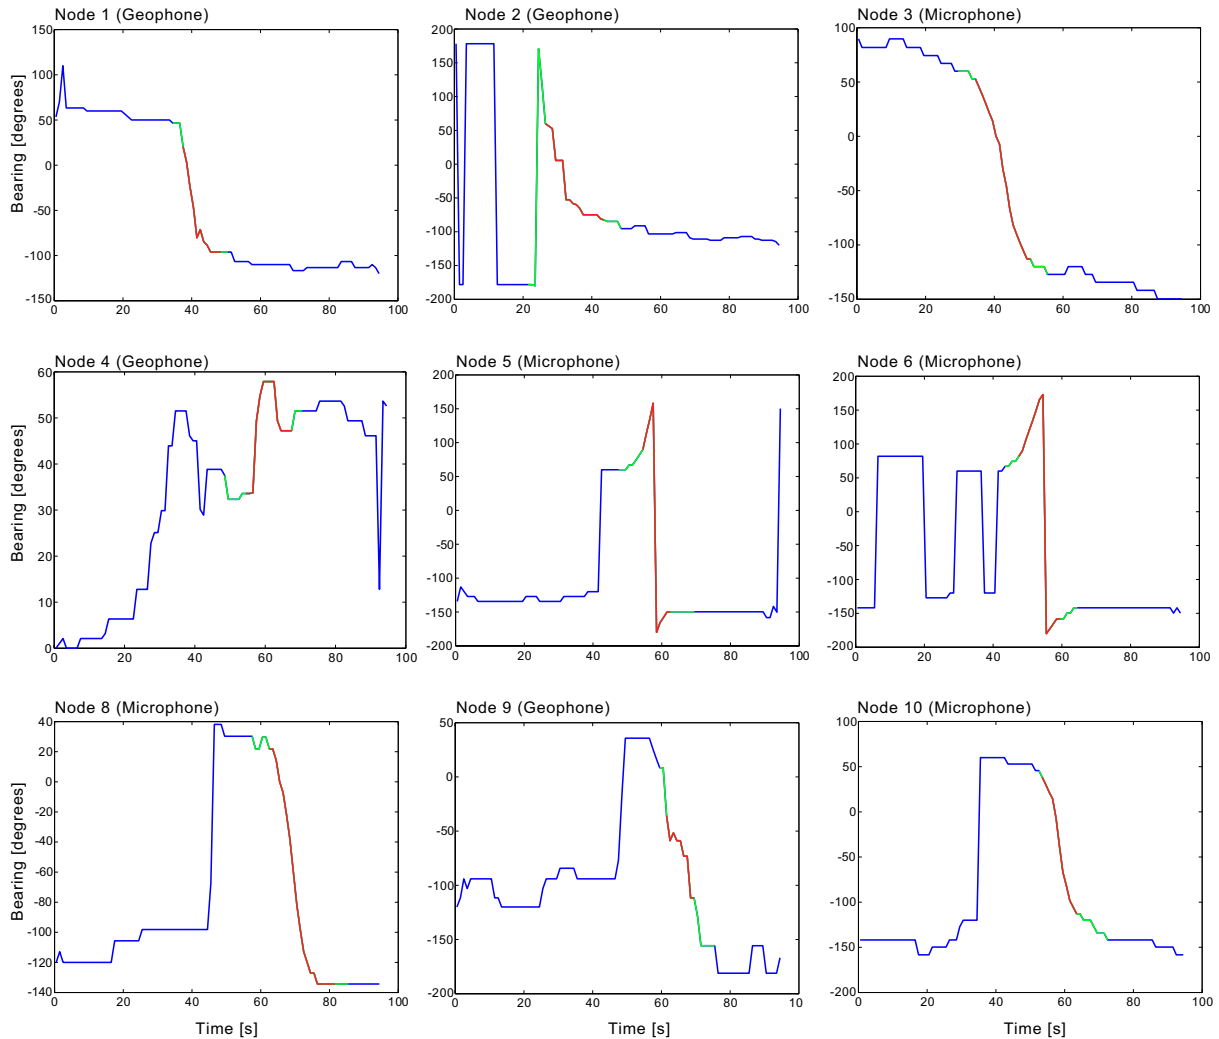 Node 1 (Geophone)
Node 2 (Geophone)
Node 3 (Microphone)
Bearing [degrees]
150
100
50
0
-50
-100
-150
0 20 40 60 80 100
200
150
100
50
0
-50
-100
-150
-200
0 20 40 60 80 100
100
50
0
-50
-100
-150
0 20 40 60 80 100
Node 4 (Geophone)
Node 5 (Microphone)
Node 6 (Microphone)
Bearing [degrees]
60
50
40
30
20
10
0
0 20 40 60 80 100
200
150
100
50
0
-50
-100
-150
-200
0 20 40 60 80 100
200
150
100
50
0
-50
-100
-150
-200
0 20 40 60 80 100
Node 8 (Microphone)
Node 9 (Geophone)
Node 10 (Microphone)
Bearing [degrees]
40
20
0
-20
-40
-60
-80
-100
-120
-140
0 20 40 60 80 100
Time [s]
50
0
-50
-100
-150
-200
0 20 40 60 80 10
Time [s]
100
50
0
-50
-100
-150
-200
0 20 40 60 80 100
Time [s]